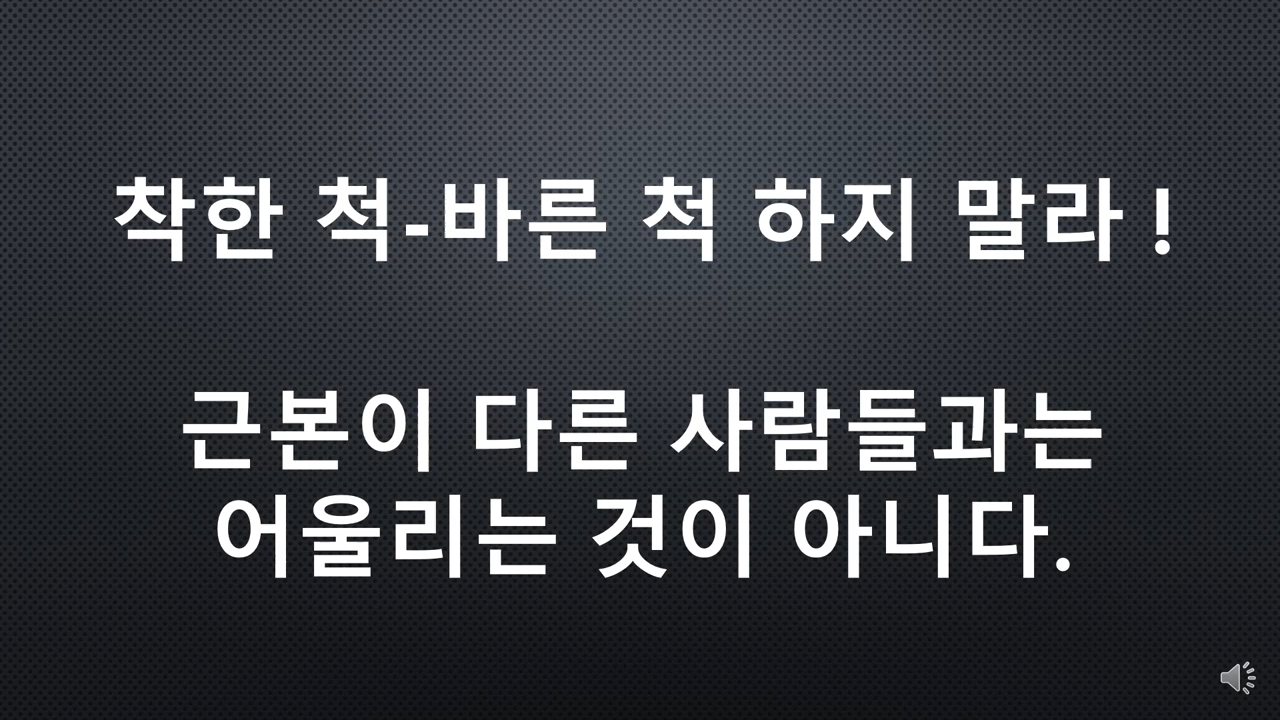 착한 척-바른 척 하지 말라 !
근본이 다른 사람들과는
어울리는 것이 아니다.